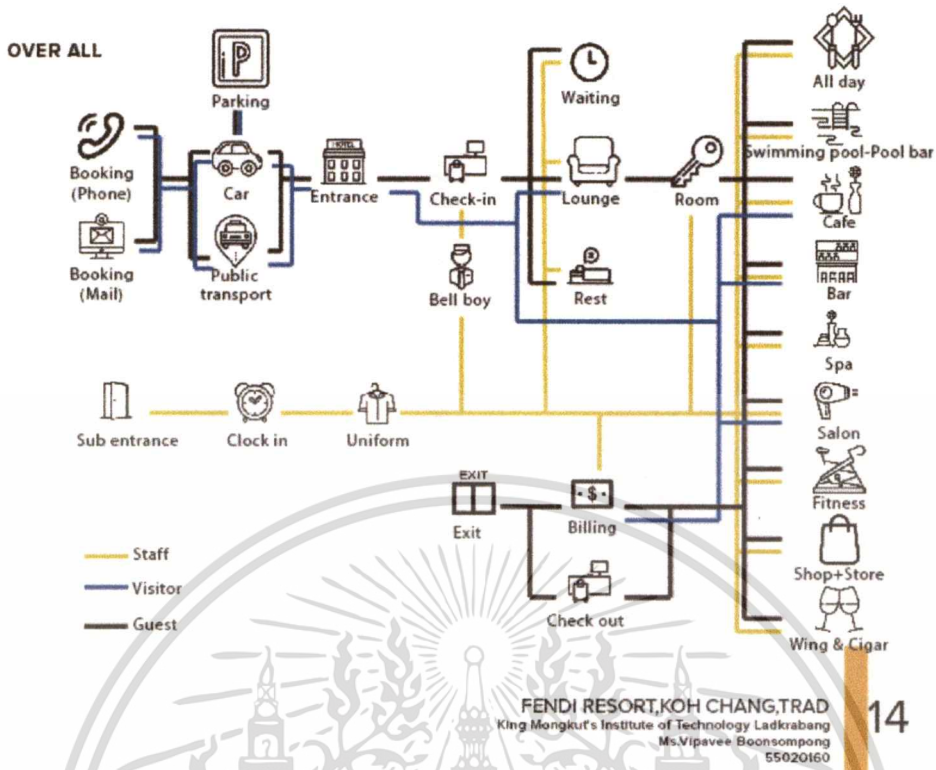 OVER ALL
iP
Parking
Booking
(Phone)
Booking
(Mail)
Car
Public
transport
HOTEL
Entrance
Check-in
Bell boy
Waiting
Lounge
Rest
Room
All day
Swimming pool-Pool bar
Cafe
Bar
Spa
Salon
Fitness
Shop+Store
Wing & Cigar
Sub entrance
Clock in
Uniform
EXIT
Exit
$
Billing
Check out
Staff
Visitor
Guest
FENDI RESORT,KOH CHANG,TRAD
King Mongkut's Institute of Technology Ladkrabang
Ms.Vipavee Boonsompong
55020160
14